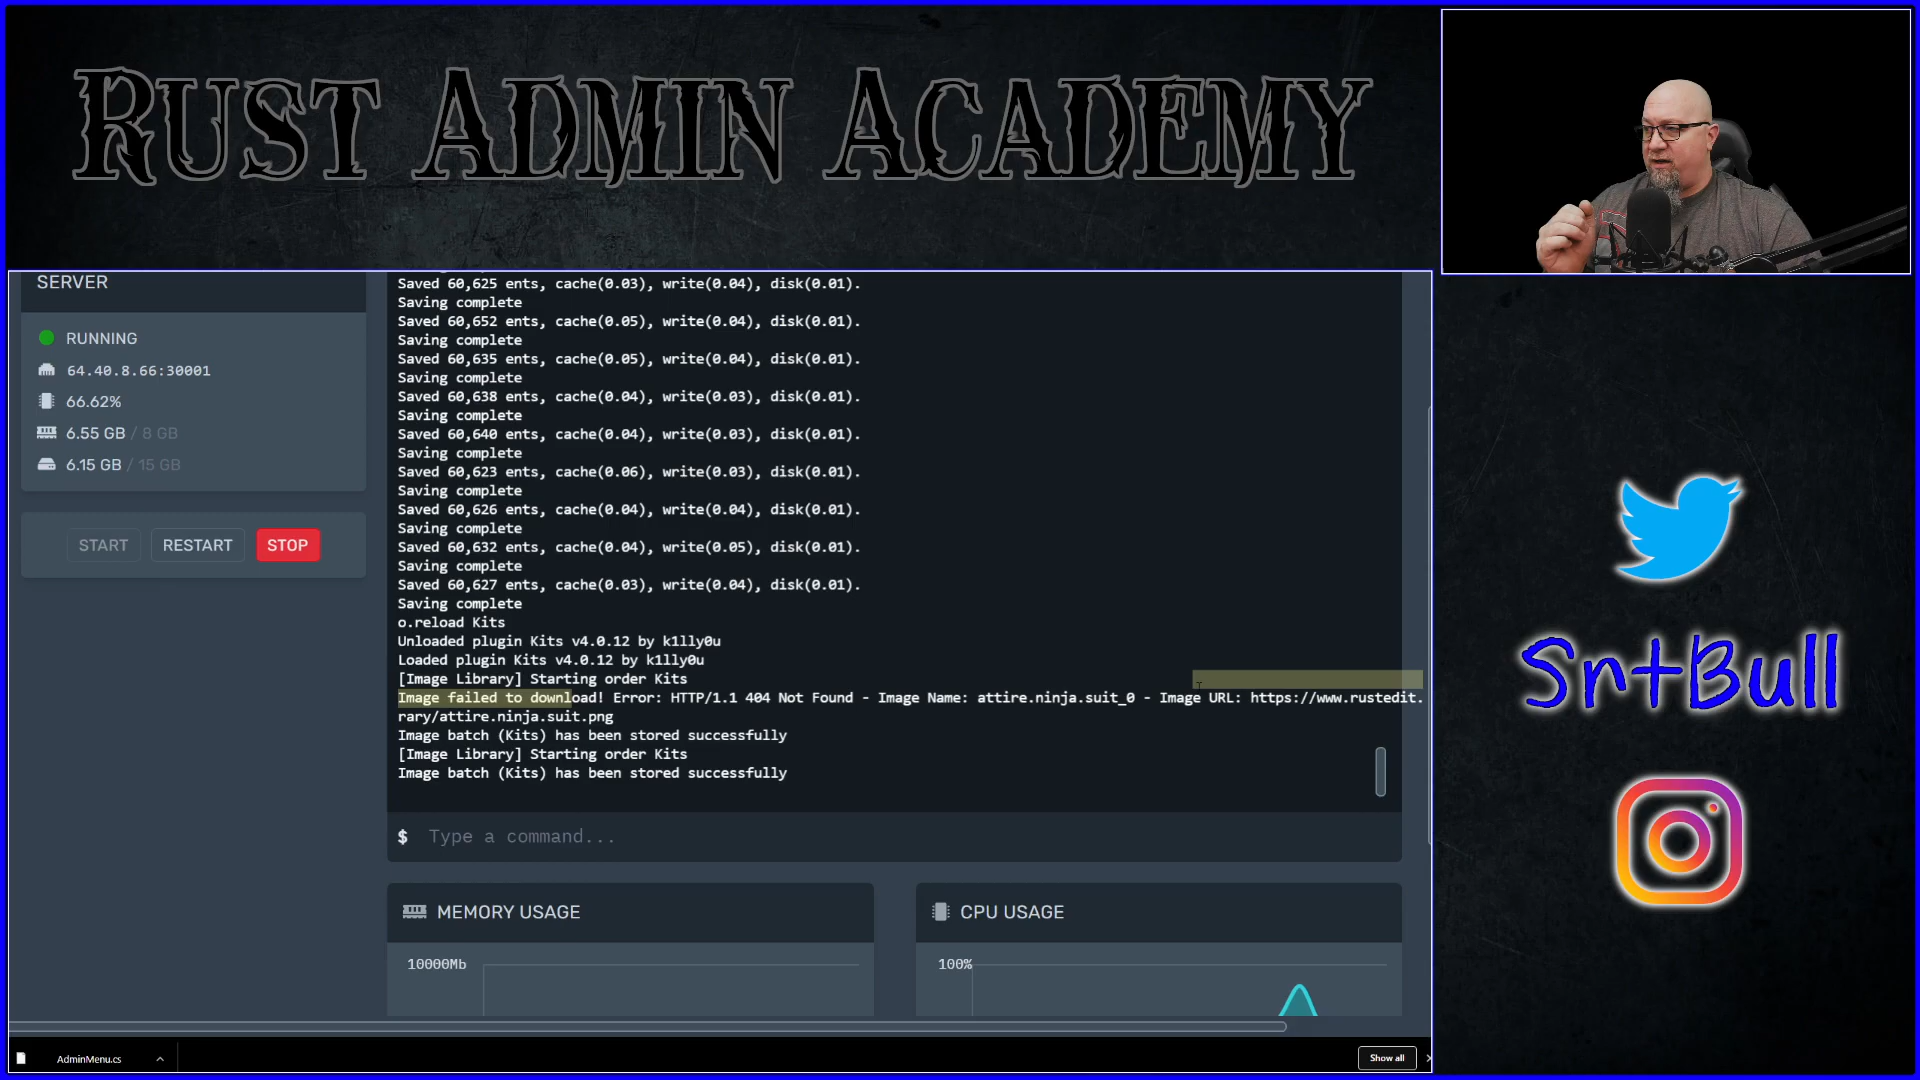 Rust Admin Academy
SERVER
RUNNING
64.40.8.66:30001
66.62%
6.55 GB / 8 GB
6.15 GB / 15 GB
START RESTART STOP
Saved 60,625 ents, cache(0.03), write(0.04), disk(0.01).
Saving complete
Saved 60,652 ents, cache(0.05), write(0.04), disk(0.01).
Saving complete
Saved 60,635 ents, cache(0.05), write(0.04), disk(0.01).
Saving complete
Saved 60,638 ents, cache(0.04), write(0.03), disk(0.01).
Saving complete
Saved 60,640 ents, cache(0.04), write(0.03), disk(0.01).
Saving complete
Saved 60,623 ents, cache(0.06), write(0.03), disk(0.01).
Saving complete
Saved 60,626 ents, cache(0.04), write(0.04), disk(0.01).
Saving complete
Saved 60,632 ents, cache(0.04), write(0.05), disk(0.01).
Saving complete
Saved 60,627 ents, cache(0.03), write(0.04), disk(0.01).
Saving complete
o.reload Kits
Unloaded plugin Kits v4.0.12 by k1lly0u
Loaded plugin Kits v4.0.12 by k1lly0u
[Image Library] Starting order Kits
Image failed to download! Error: HTTP/1.1 404 Not Found - Image Name: attire.ninja.suit_0 - Image URL: https://www.rustedit.
rary/attire.ninja.suit.png
Image batch (Kits) has been stored successfully
[Image Library] Starting order Kits
Image batch (Kits) has been stored successfully
$ Type a command...
MEMORY USAGE
10000Mb
CPU USAGE
100%
AdminMenu.cs
Show all
SntBull